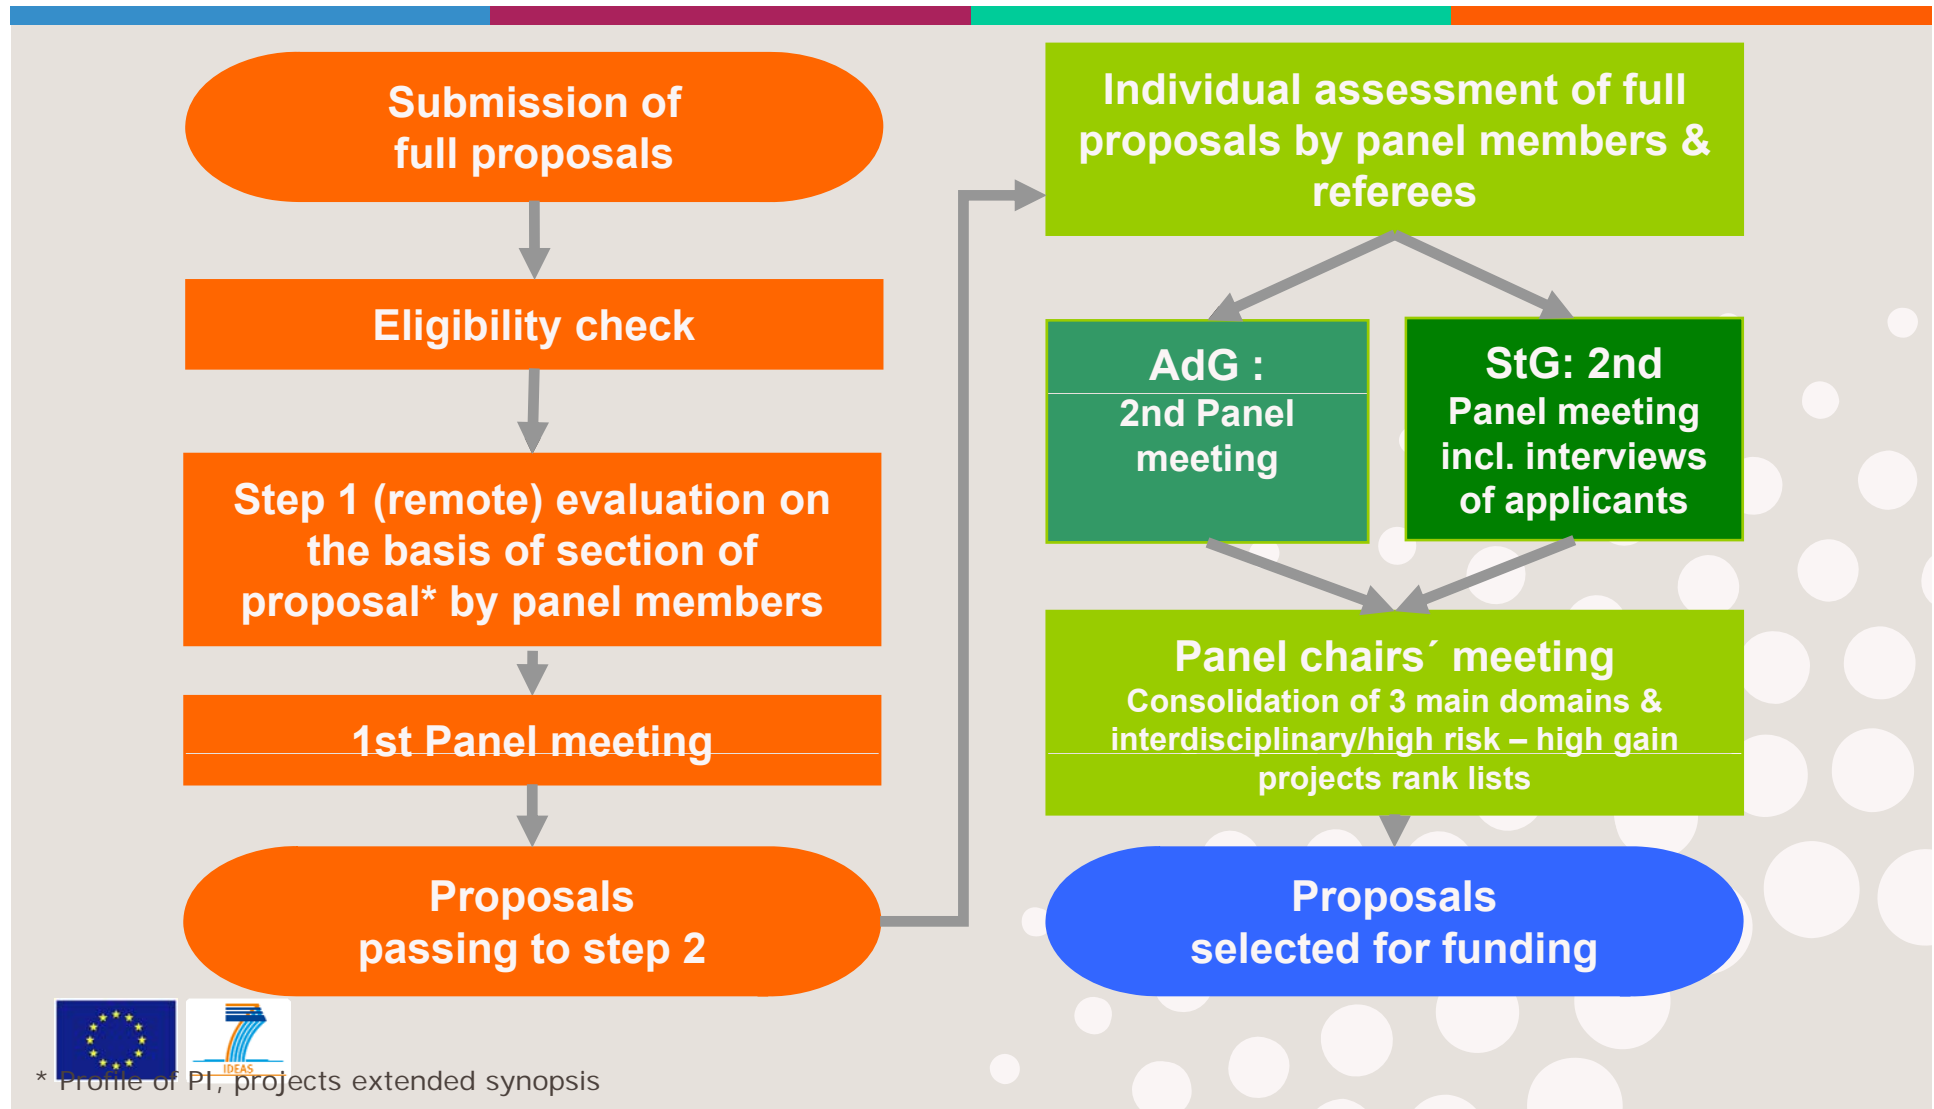 Submission of
full proposals
Eligibility check
Step 1 (remote) evaluation on
the basis of section of
proposal* by panel members
1st Panel meeting
Proposals
passing to step 2
Individual assessment of full
proposals by panel members &
referees
AdG :
2nd Panel
meeting
StG: 2nd
Panel meeting
incl. interviews
of applicants
Panel chairs´ meeting
Consolidation of 3 main domains &
interdisciplinary/high risk – high gain
projects rank lists
Proposals
selected for funding
7
IDEAS
* Profile of PI, projects extended synopsis